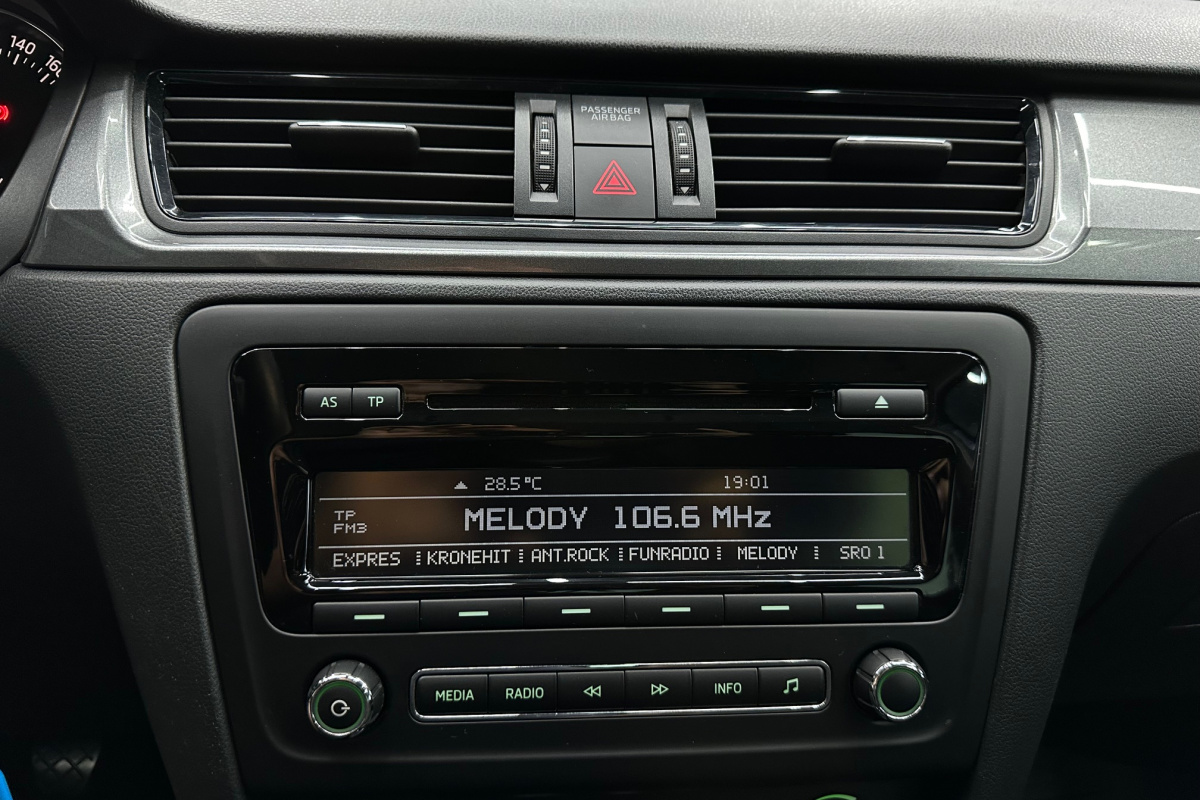 140
160
PASSENGER
AIR BAG
AS TP
28.5°C 19:01
TP
FM3
MELODY 106.6 MHz
EXPRES KRONEHIT ANT.ROCK FUNRADIO MELODY SRO 1
MEDIA RADIO INFO